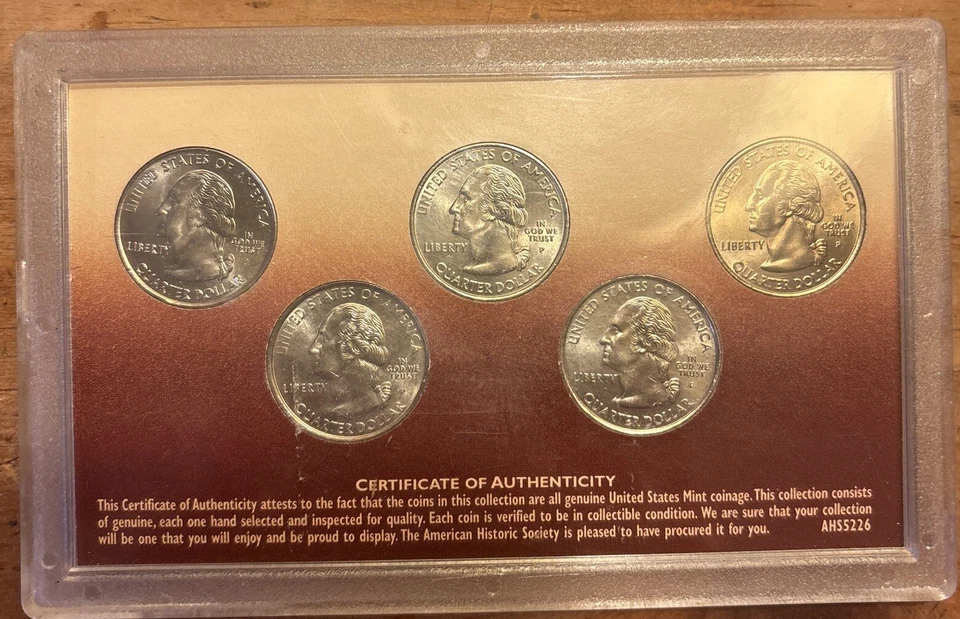 UNITED STATES OF AMERICA
LIBERTY
IN
GOD WE
TRUST
QUARTER DOLLAR
UNITED STATES OF AMERICA
LIBERTY
IN
GOD WE
TRUST
P
QUARTER DOLLAR
UNITED STATES OF AMERICA
LIBERTY
IN
GOD WE
TRUST
P
QUARTER DOLLAR
UNITED STATES OF AMERICA
LIBERTY
IN
GOD WE
TRUST
QUARTER DOLLAR
UNITED STATES OF AMERICA
LIBERTY
IN
GOD WE
TRUST
QUARTER DOLLAR
CERTIFICATE OF AUTHENTICITY
This Certificate of Authenticity attests to the fact that the coins in this collection are all genuine United States Mint coinage. This collection consists
of genuine, each one hand selected and inspected for quality. Each coin is verified to be in collectible condition. We are sure that your collection
will be one that you will enjoy and be proud to display. The American Historic Society is pleased to have procured it for you. AHS5226